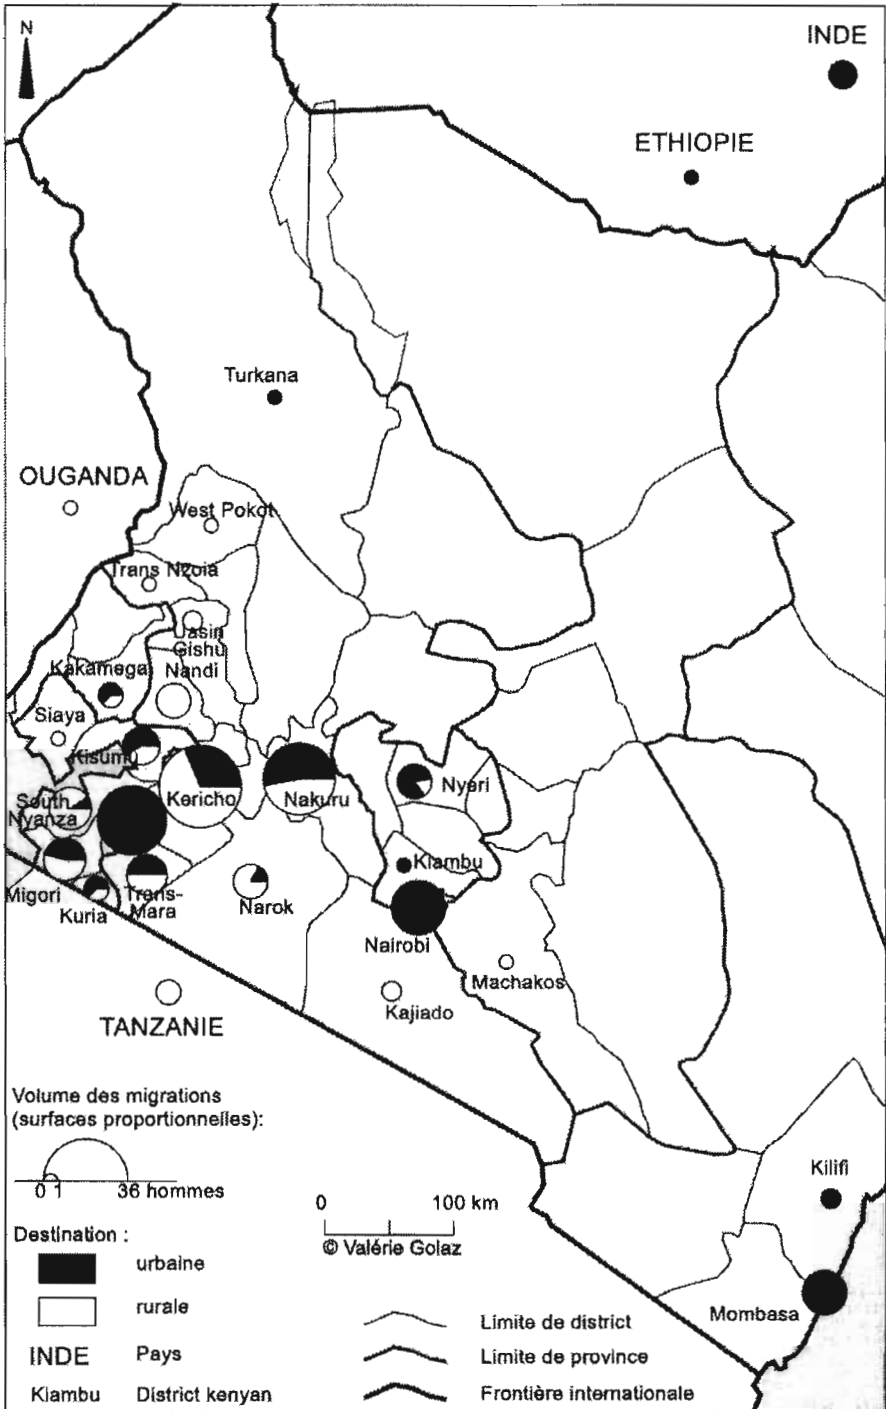 N
INDE
ETHIOPIE
Turkana
OUGANDA
West Pokot
Trans Nzoia
Uasin
Gishu
Kakamega
Nandi
Siaya
Kisumu
South
Nyanza
Kericho
Nakuru
Nyeri
Kiambu
Migori
Kuria
Trans-
Mara
Narok
Nairobi
Machakos
Kajiado
TANZANIE
Volume des migrations
(surfaces proportionnelles):
0 1 36 hommes
Kilifi
0 100 km
© Valérie Golaz
Destination :
urbaine
rurale
Mombasa
INDE Pays
Kiambu District kenyan
Limite de district
Limite de province
Frontière internationale